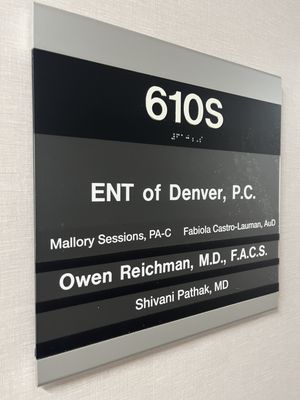 610S
ENT of Denver, P.C.
Mallory Sessions, PA-C Fabiola Castro-Lauman, AuD
Owen Reichman, M.D., F.A.C.S.
Shivani Pathak, MD